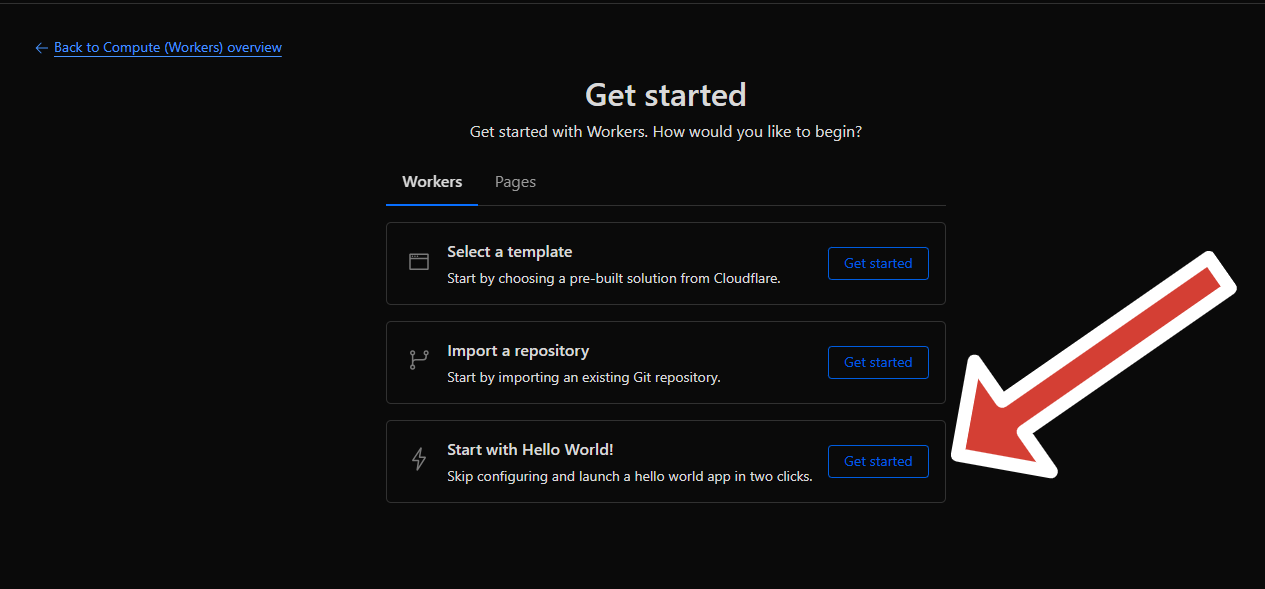 Back to Compute (Workers) overview
Get started
Get started with Workers. How would you like to begin?
Workers Pages
Select a template
Start by choosing a pre-built solution from Cloudflare.
Get started
Import a repository
Start by importing an existing Git repository.
Get started
Start with Hello World!
Skip configuring and launch a hello world app in two clicks.
Get started